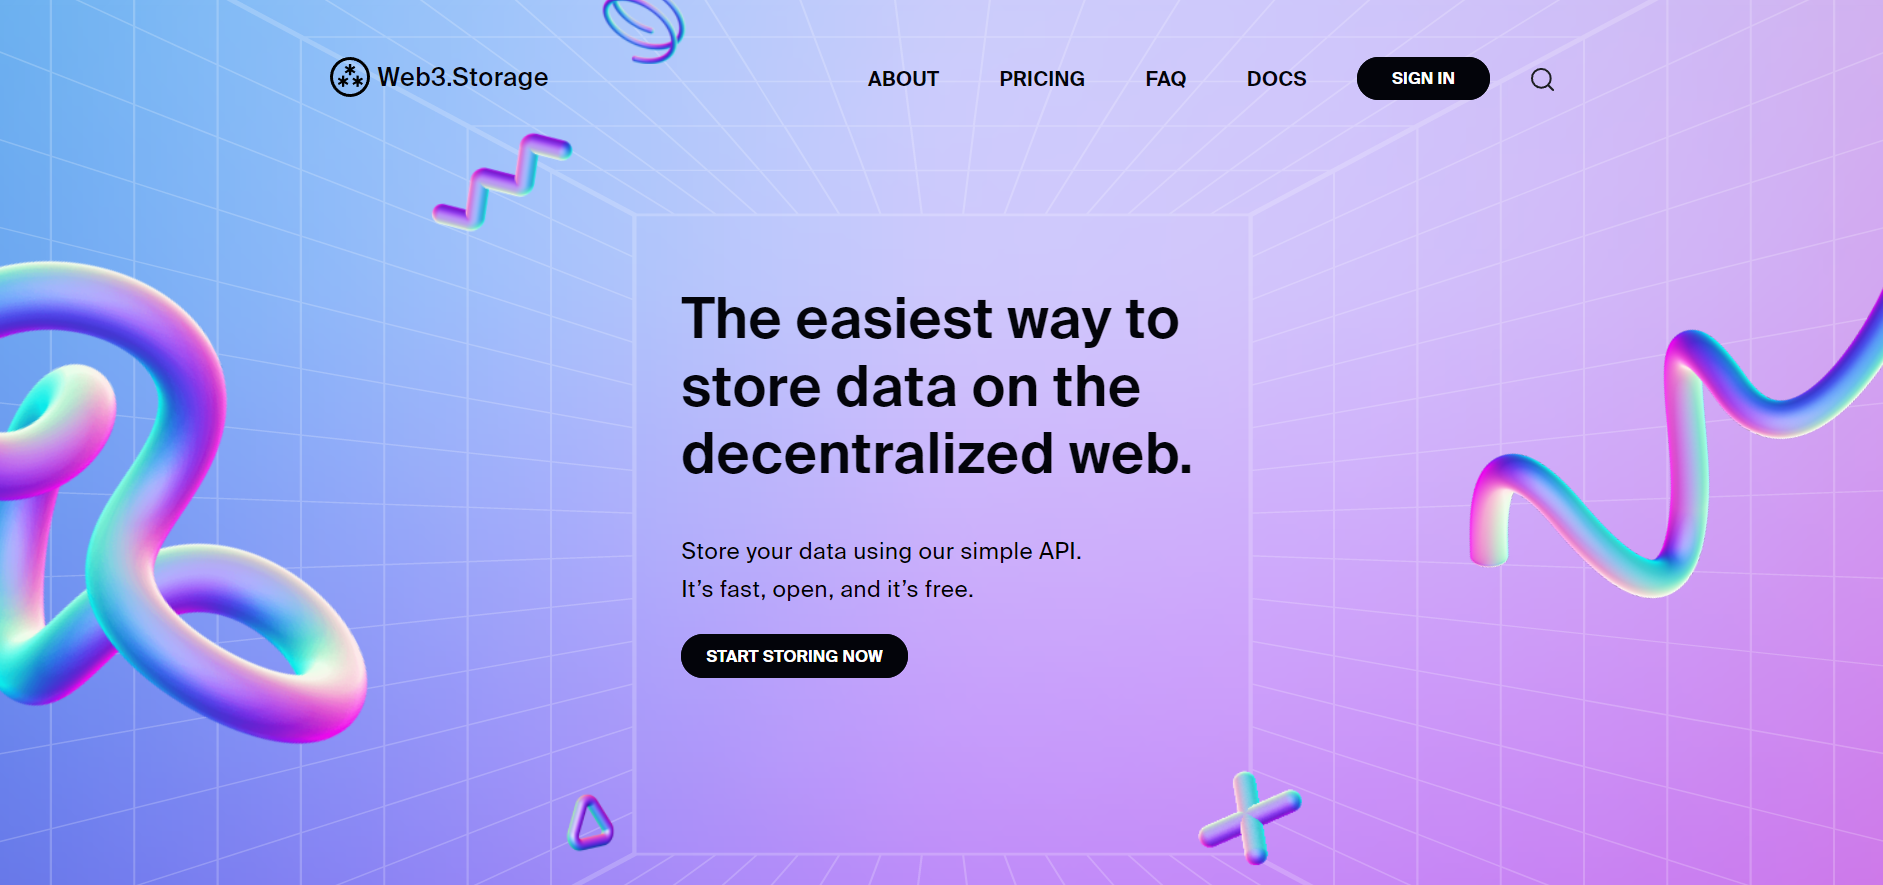 Web3.Storage
ABOUT PRICING FAQ DOCS SIGN IN
The easiest way to
store data on the
decentralized web.
Store your data using our simple API.
It’s fast, open, and it’s free.
START STORING NOW